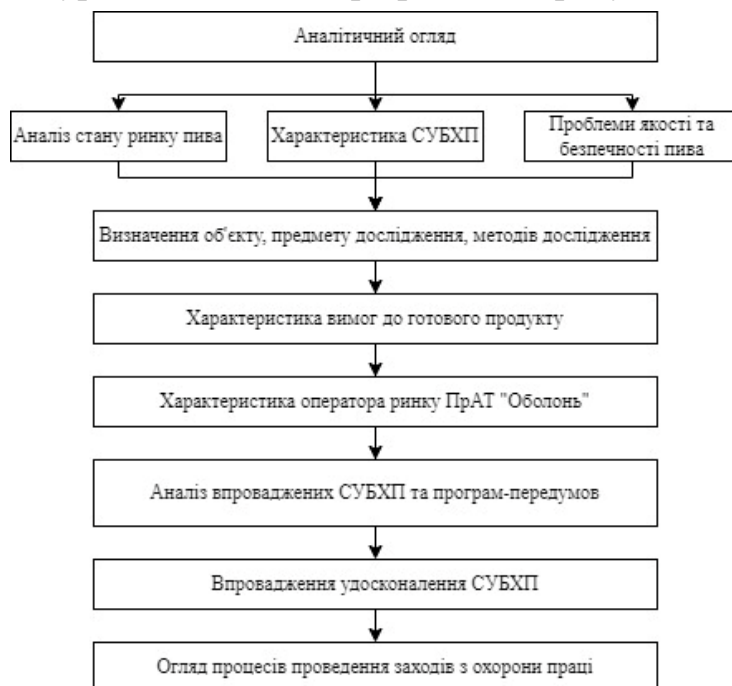 Аналітичний огляд
Аналіз стану ринку пива
Характеристика СУБХП
Проблеми якості та
безпечності пива
Визначення об'єкту, предмету дослідження, методів дослідження
Характеристика вимог до готового продукту
Характеристика оператора ринку ПрАТ "Оболонь"
Аналіз впроваджених СУБХП та програм-передумов
Впровадження удосконалення СУБХП
Огляд процесів проведення заходів з охорони праці